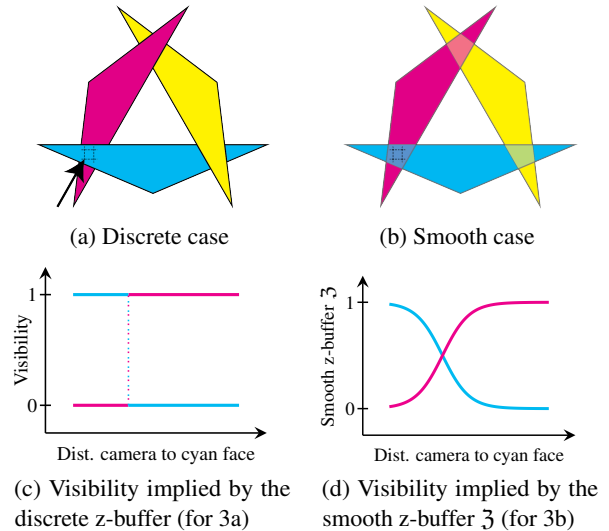 (a) Discrete case
(b) Smooth case
1
0
Visibility
Dist. camera to cyan face
1
0
Smooth z-buffer ℨ
Dist. camera to cyan face
(c) Visibility implied by the
discrete z-buffer (for 3a)
(d) Visibility implied by the
smooth z-buffer ℨ (for 3b)